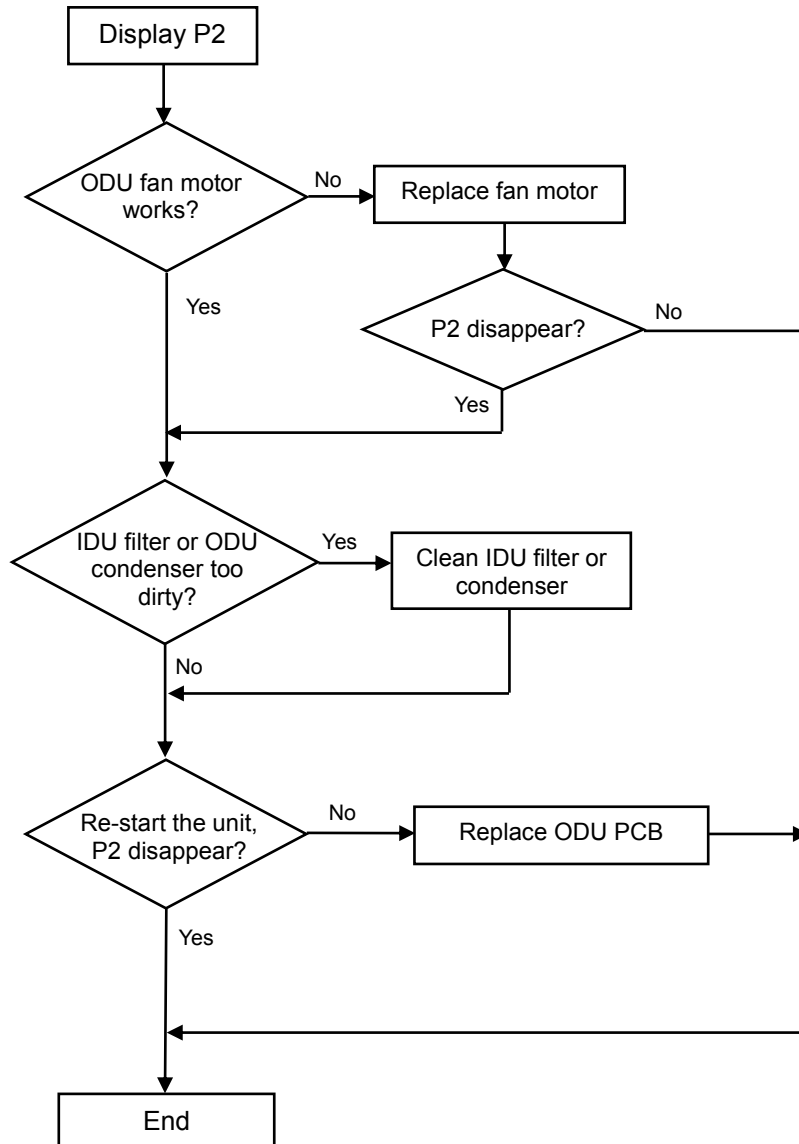 Display P2
ODU fan motor
works?
No
Replace fan motor
Yes
P2 disappear?
No
Yes
IDU filter or ODU
condenser too
dirty?
Yes
Clean IDU filter or
condenser
No
Re-start the unit,
P2 disappear?
No
Replace ODU PCB
Yes
End